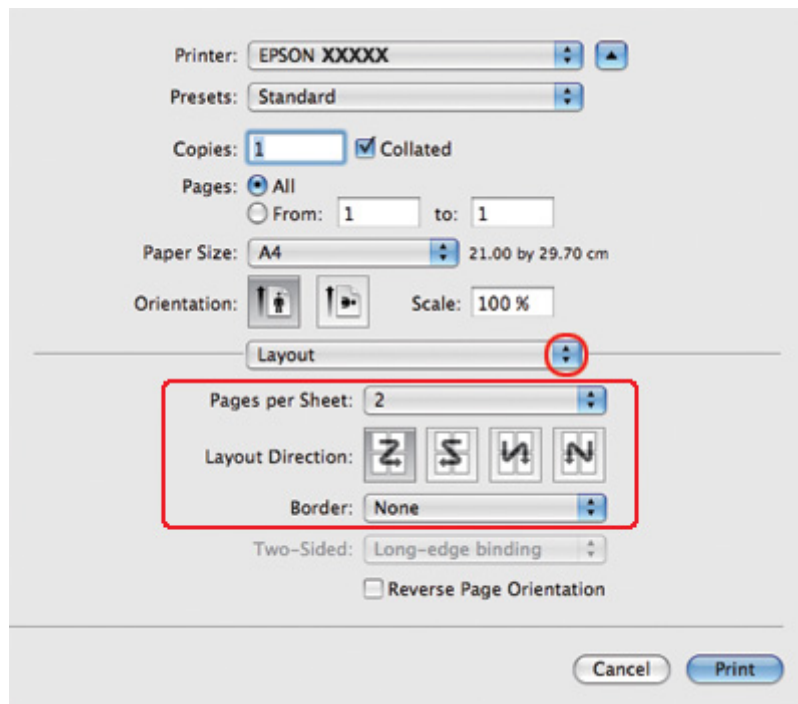 Printer: EPSON XXXXX
Presets: Standard
Copies: 1 Collated
Pages: All
From: 1 to: 1
Paper Size: A4 21.00 by 29.70 cm
Orientation: Scale: 100 %
Layout
Pages per Sheet: 2
Layout Direction:
Border: None
Two-Sided: Long-edge binding
Reverse Page Orientation
Cancel Print